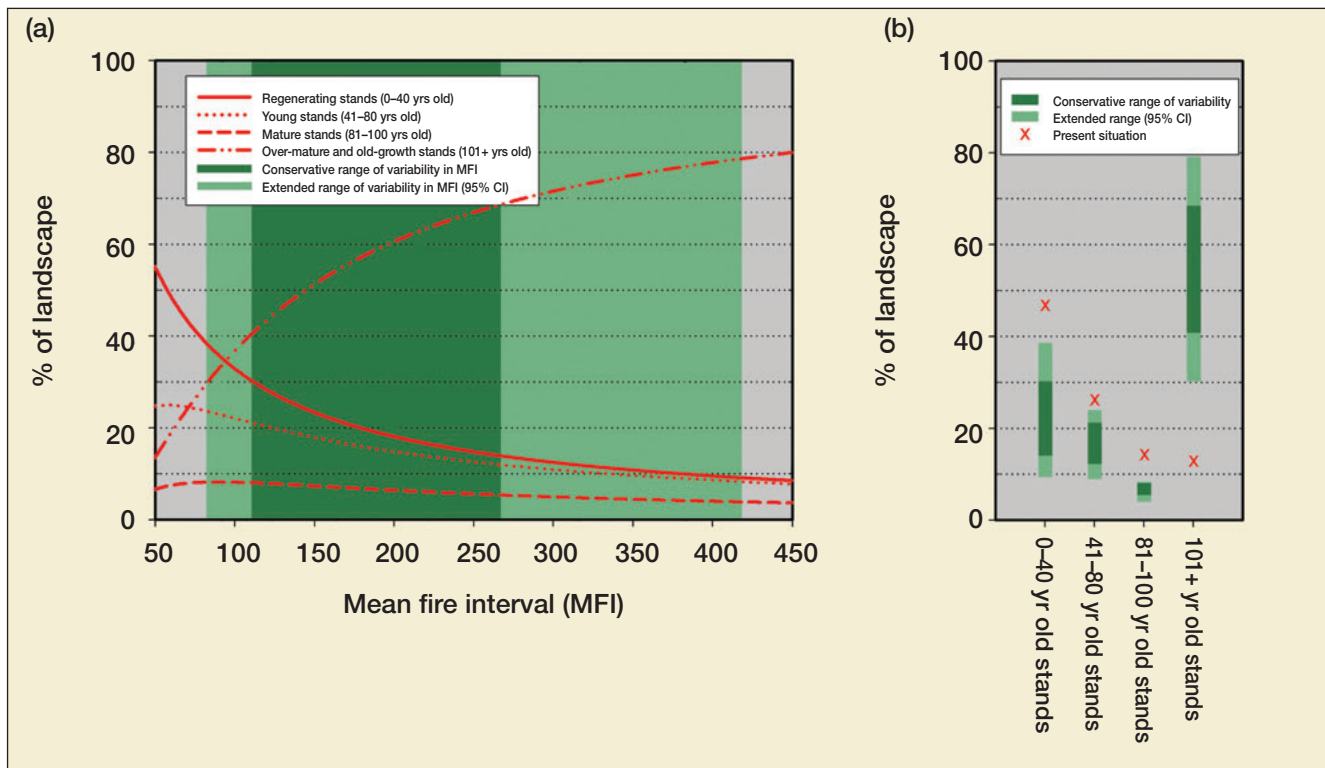 (a)
% of landscape
100
80
60
40
20
0
Regenerating stands (0–40 yrs old)
Young stands (41–80 yrs old)
Mature stands (81–100 yrs old)
Over-mature and old-growth stands (101+ yrs old)
Conservative range of variability in MFI
Extended range of variability in MFI (95% CI)
50 100 150 200 250 300 350 400 450
Mean fire interval (MFI)
(b)
% of landscape
100
80
60
40
20
0
Conservative range of variability
Extended range (95% CI)
Present situation
0–40 yr old stands
41–80 yr old stands
81–100 yr old stands
101+ yr old stands